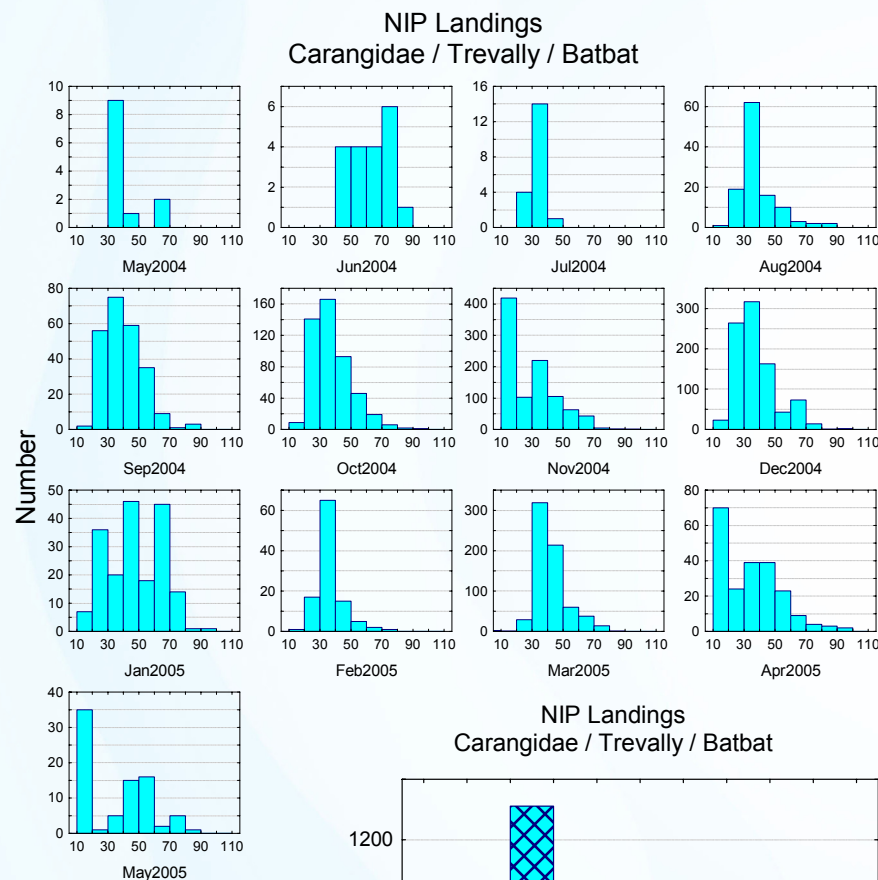 NIP Landings
Carangidae / Trevally / Batbat
10
8
6
4
2
0
10 30 50 70 90 110
May2004
6
4
2
0
10 30 50 70 90 110
Jun2004
16
12
8
4
0
10 30 50 70 90 110
Jul2004
60
40
20
0
10 30 50 70 90 110
Aug2004
Number
80
60
40
20
0
10 30 50 70 90 110
Sep2004
160
120
80
40
0
10 30 50 70 90 110
Oct2004
400
300
200
100
0
10 30 50 70 90 110
Nov2004
300
200
100
0
10 30 50 70 90 110
Dec2004
50
40
30
20
10
0
10 30 50 70 90 110
Jan2005
60
40
20
0
10 30 50 70 90 110
Feb2005
300
200
100
0
10 30 50 70 90 110
Mar2005
80
60
40
20
0
10 30 50 70 90 110
Apr2005
40
30
20
10
0
10 30 50 70 90 110
May2005
NIP Landings
Carangidae / Trevally / Batbat
1200